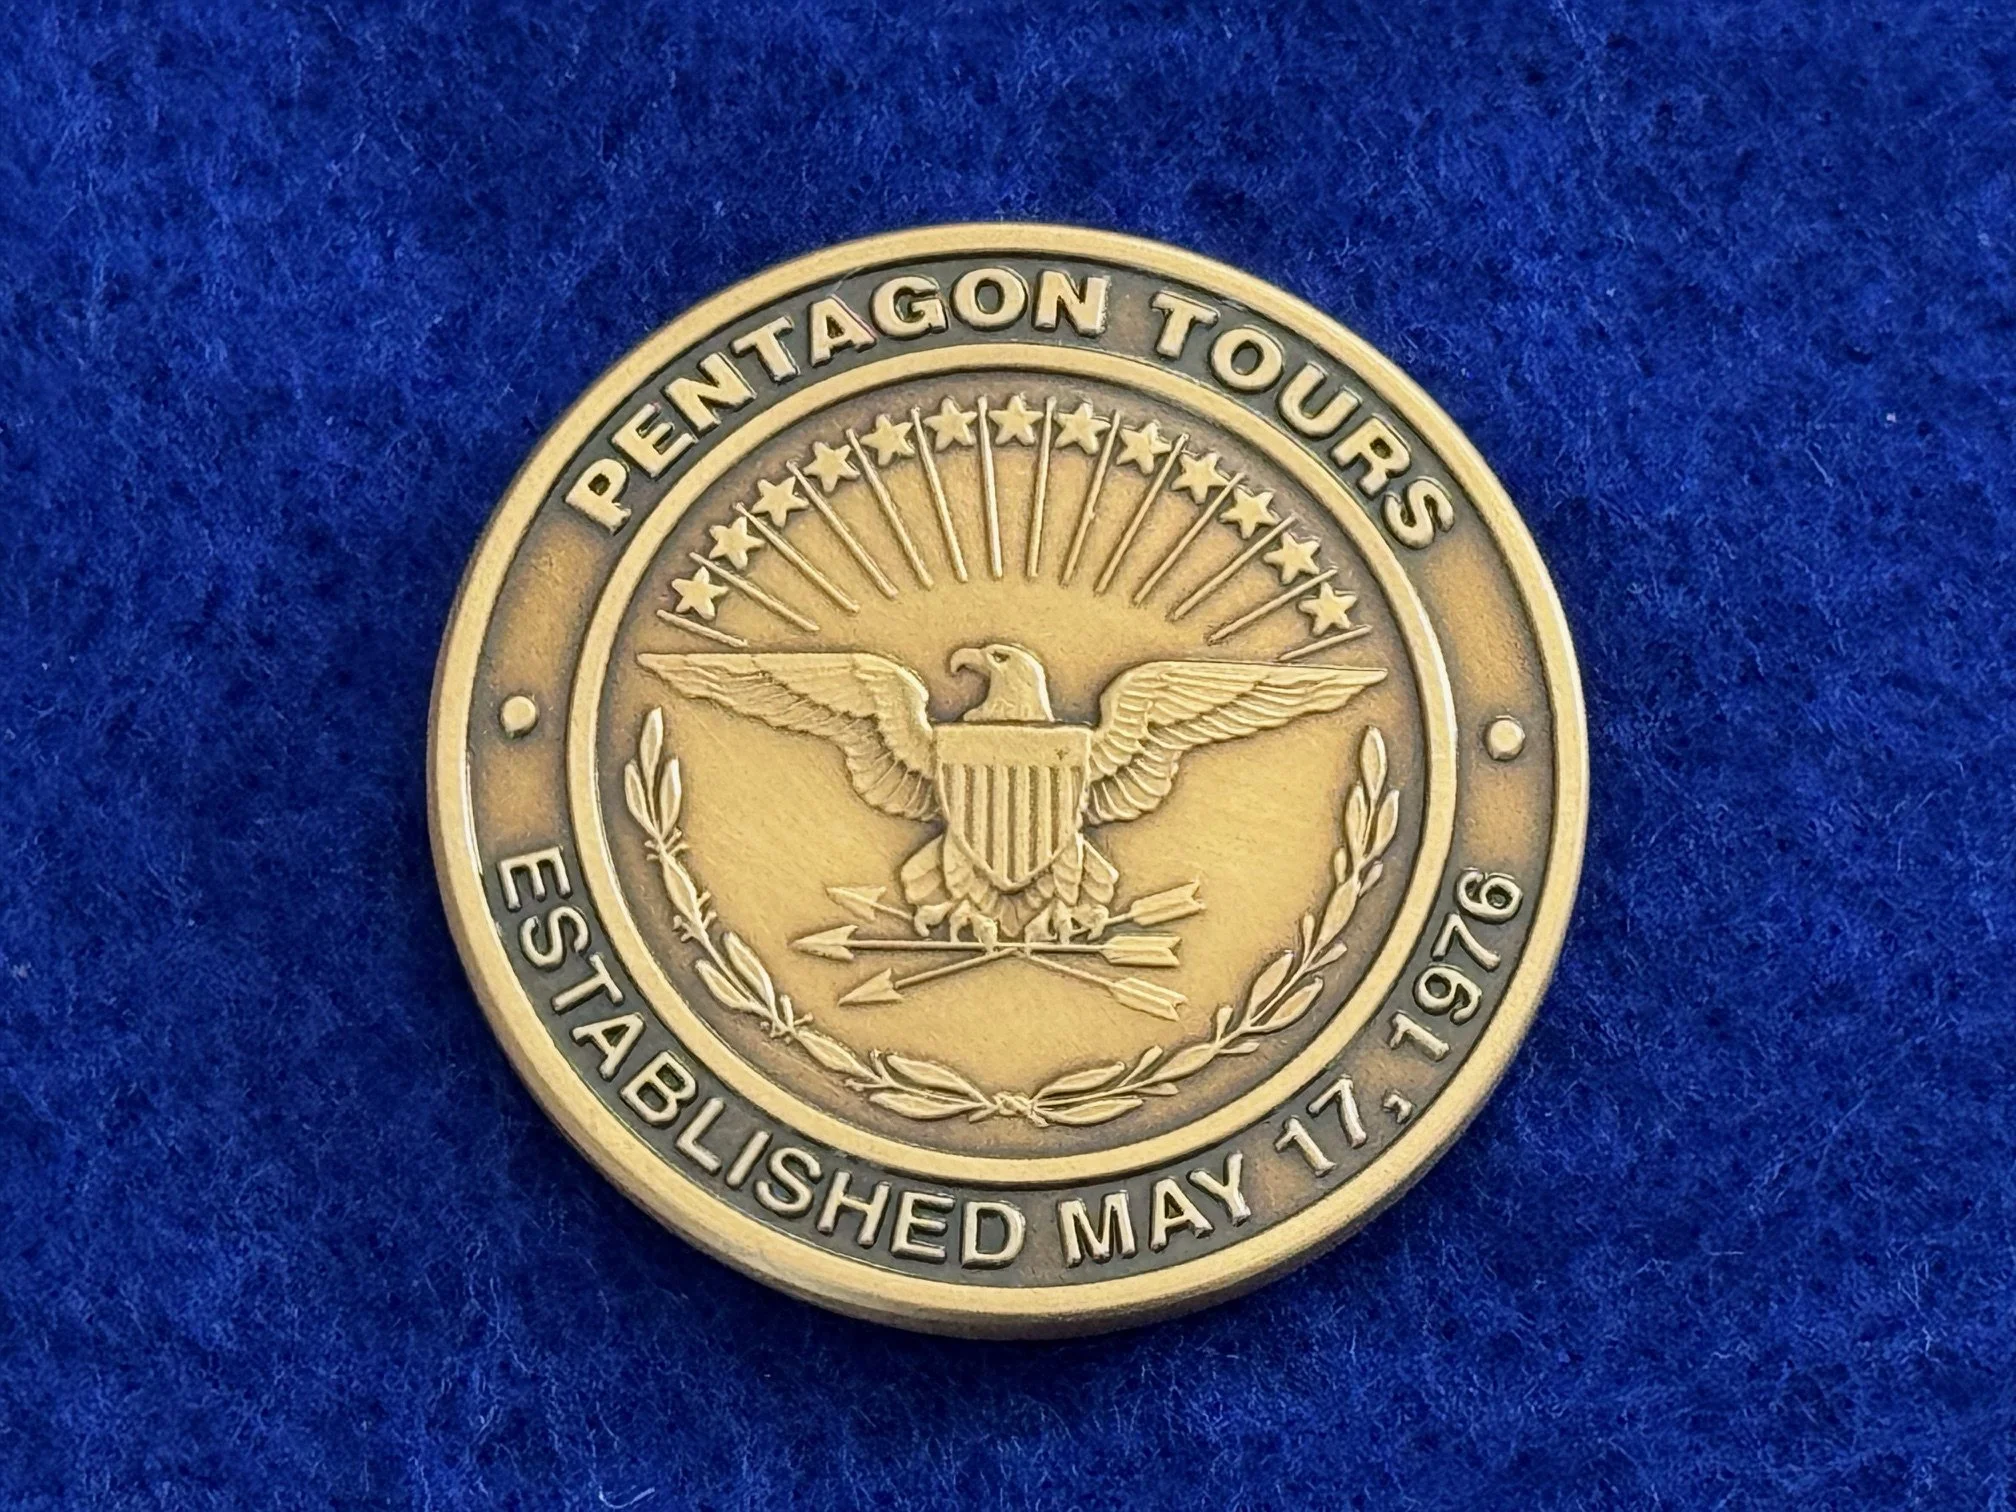 PENTAGON TOURS
ESTABLISHED MAY 17, 1976